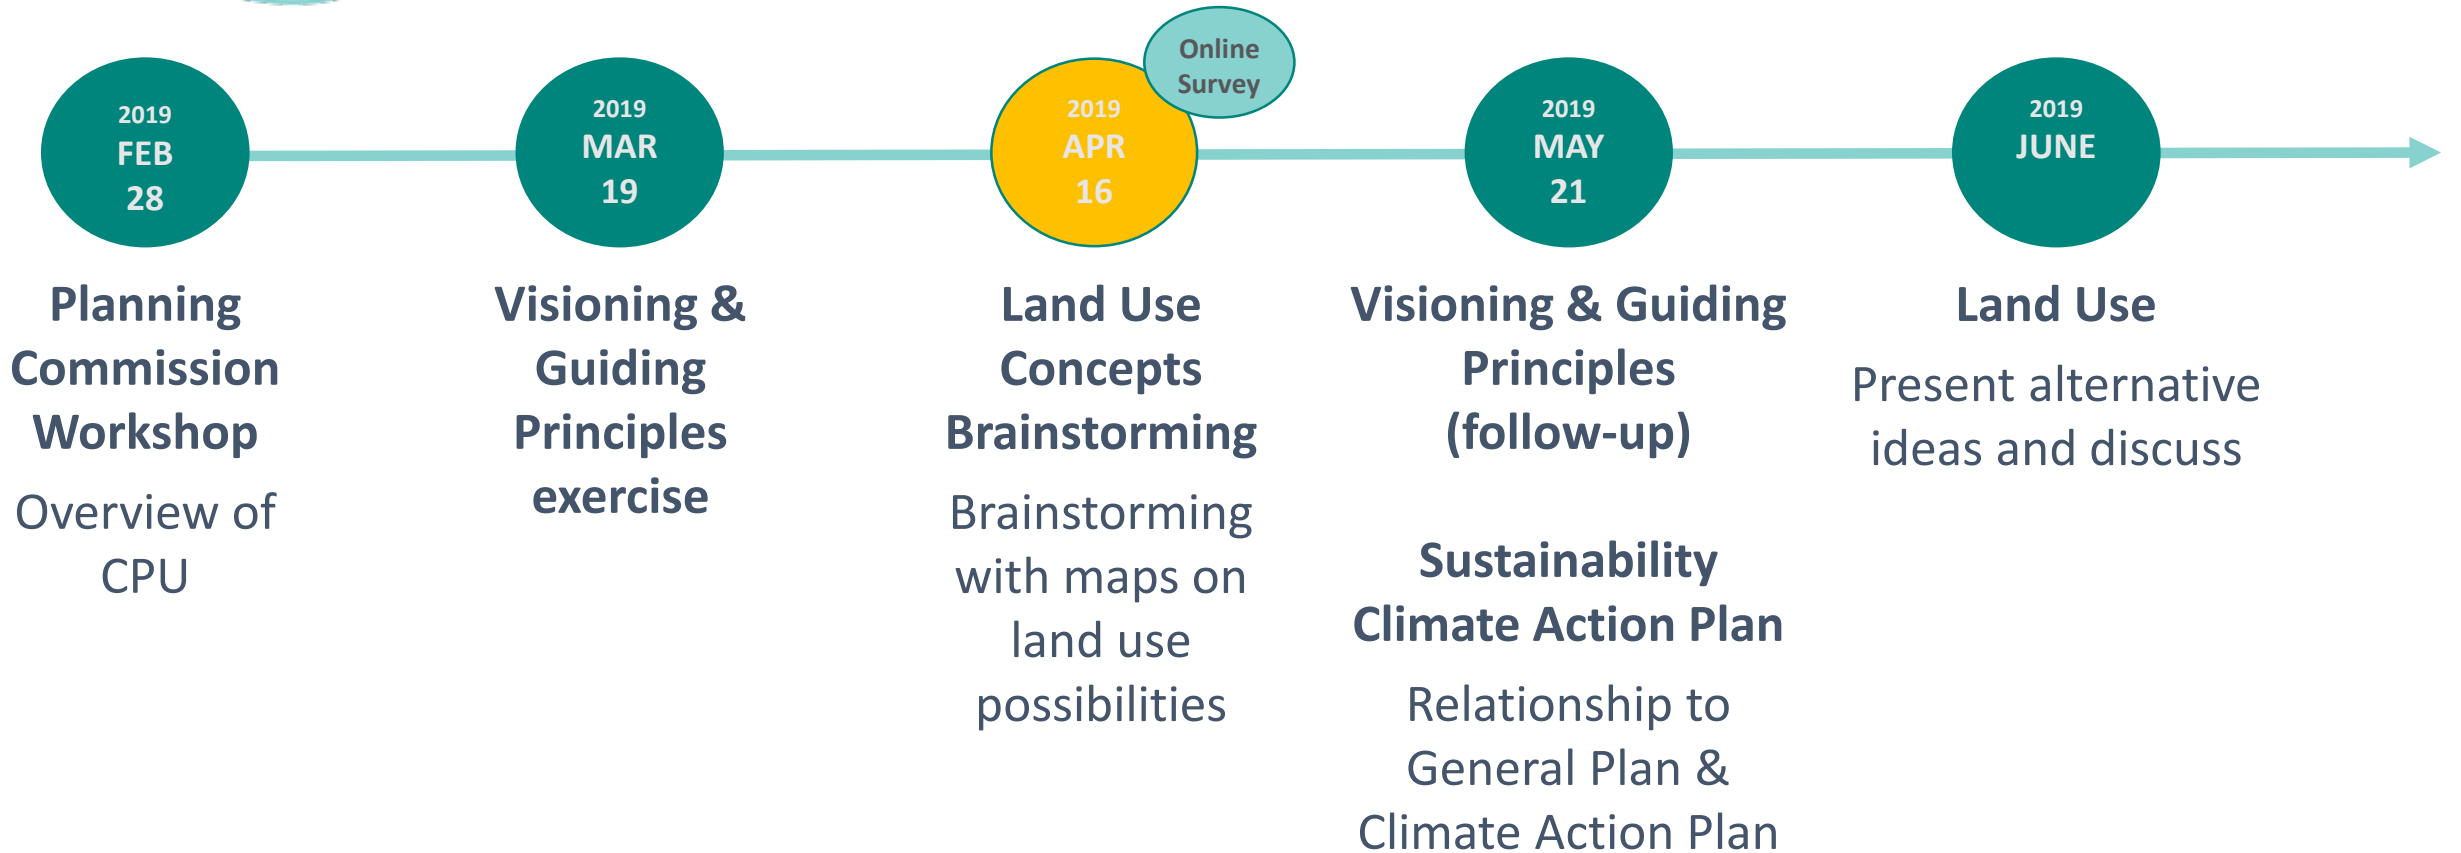 Online
Survey
2019
FEB
28
2019
MAR
19
2019
APR
16
2019
MAY
21
2019
JUNE
Planning
Commission
Workshop
Overview of
CPU
Visioning &
Guiding
Principles
exercise
Land Use
Concepts
Brainstorming
Brainstorming
with maps on
land use
possibilities
Visioning & Guiding
Principles
(follow-up)
Sustainability
Climate Action Plan
Relationship to
General Plan &
Climate Action Plan
Land Use
Present alternative
ideas and discuss